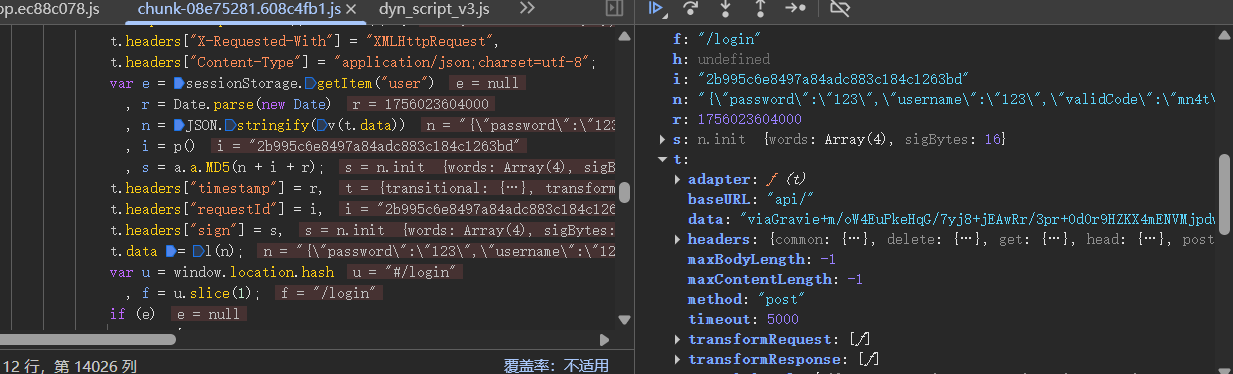 op.ec88c078.js chunk-08e75281.608c4fb1.js × dyn_script_v3.js
t.headers["X-Requested-With"] = "XMLHttpRequest",
t.headers["Content-Type"] = "application/json;charset=utf-8";
var e = sessionStorage.getItem("user") e = null
, r = Date.parse(new Date) r = 1756023604000
, n = JSON.stringify(v(t.data)) n = "{\"password\":\"123
, i = p() i = "2b995c6e8497a84adc883c184c1263bd"
, s = a.a.MD5(n + i + r); s = n.init {words: Array(4), sigB
t.headers["timestamp"] = r, t = {transitional: {…}, transform
t.headers["requestId"] = i, i = "2b995c6e8497a84adc883c184c126
t.headers["sign"] = s, s = n.init {words: Array(4), sigBytes:
t.data = l(n); n = "{\"password\":\"123\",\"username\":\"12
var u = window.location.hash u = "#/login"
, f = u.slice(1); f = "/login"
if (e) e = null
12 行，第 14026 列 覆盖率：不适用
f: "/login"
h: undefined
i: "2b995c6e8497a84adc883c184c1263bd"
n: "{\"password\":\"123\",\"username\":\"123\",\"validCode\":\"mn4t\
r: 1756023604000
s: n.init {words: Array(4), sigBytes: 16}
t:
adapter: ƒ (t)
baseURL: "api/"
data: "viaGravie+m/oW4EuPkeHqG/7yj8+jEAwRr/3pr+0dOr9HZKX4mENVMjpdw
headers: {common: {…}, delete: {…}, get: {…}, head: {…}, post
maxBodyLength: -1
maxContentLength: -1
method: "post"
timeout: 5000
transformRequest: [ƒ]
transformResponse: [ƒ]